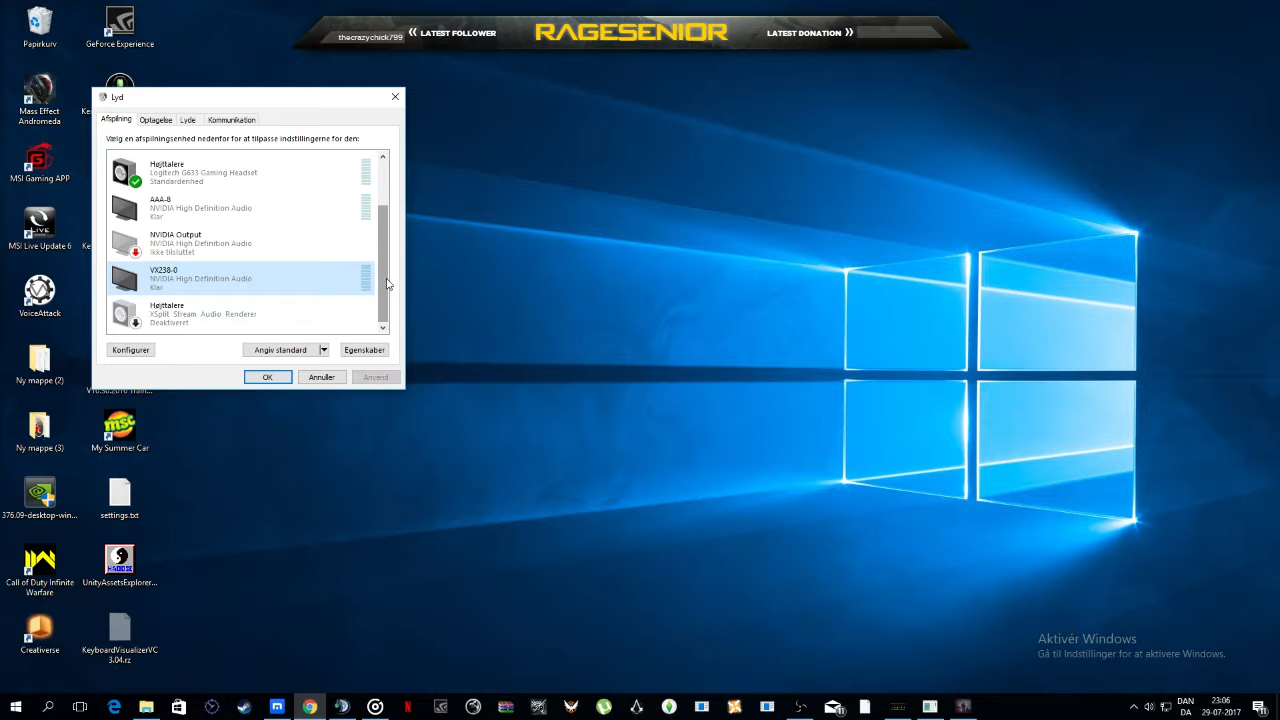 thecrazychick799
LATEST FOLLOWER
RAGESENIOR
LATEST DONATION
Papirkurv
GeForce Experience
Mass Effect Andromeda
MSI Gaming APP
MSI Live Update 6
VoiceAttack
Ny mappe (2)
Ny mappe (3)
My Summer Car
376.09-desktop-win...
settings.txt
Call of Duty Infinite Warfare
UnityAssetsExplorer...
Creativerse
KeyboardVisualizerVC 3.04.rz
Lyd
Afspilning
Optagelse
Lyde
Kommunikation
Vælg en afspilningsenhed nedenfor for at tilpasse indstillingerne for den:
Højttalere
Logitech G633 Gaming Headset
Standardenhed
AAA-8
NVIDIA High Definition Audio
Klar
NVIDIA Output
NVIDIA High Definition Audio
Ikke tilsluttet
VX238-0
NVIDIA High Definition Audio
Klar
Højttalere
XSplit Stream Audio Renderer
Deaktiveret
Konfigurer
Angiv standard
Egenskaber
OK
Annuller
Anvend
Aktivér Windows
Gå til Indstillinger for at aktivere Windows.
DAN
DA
23:06
29-07-2017